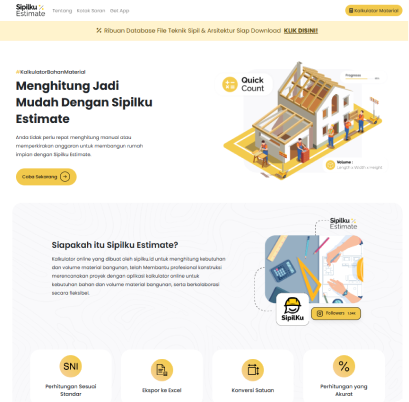 Sipilku
Estimate
Tentang
Kotak Saran
Get App
Kalkulator Material
Ribuan Database File Teknik Sipil & Arsitektur Siap Download KLIK DISINI!
#KalkulatorBahanMaterial
Menghitung Jadi
Mudah Dengan Sipilku
Estimate
Anda tidak perlu repot menghitung manual atau
memperkirakan anggaran untuk membangun rumah
impian dengan Sipilku Estimate.
Coba Sekarang
Quick
Count
Progress
Volume :
Length x Width x Height
Sipilku
Estimate
Siapakah itu Sipilku Estimate?
Kalkulator online yang dibuat oleh sipilku.id untuk menghitung kebutuhan
dan volume material bangunan, telah Membantu profesional konstruksi
merencanakan proyek dengan aplikasi kalkulator online untuk
kebutuhan bahan dan volume material bangunan, serta berkolaborasi
secara fleksibel.
SipilKu
Followers
SNI
Perhitungan Sesuai
Standar
Ekspor ke Excel
Konversi Satuan
%
Perhitungan yang
Akurat